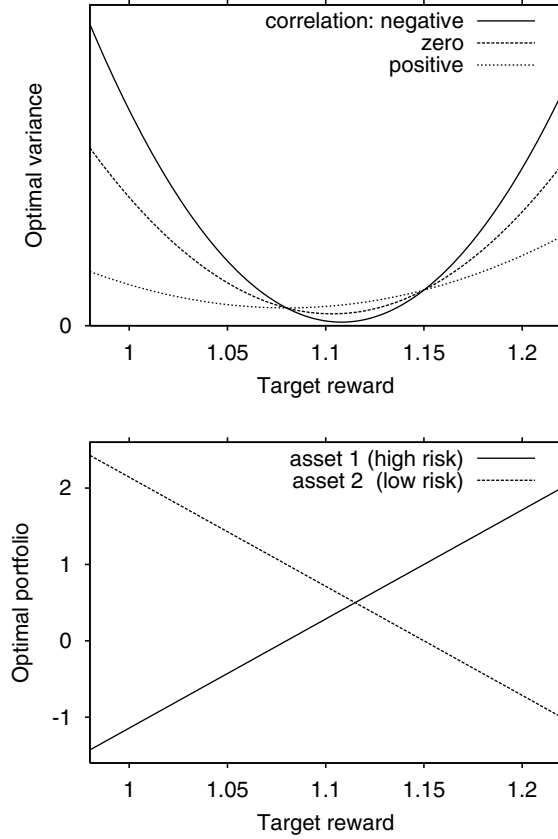 correlation: negative
zero
positive
Optimal variance
0
1 1.05 1.1 1.15 1.2
Target reward
asset 1 (high risk)
asset 2 (low risk)
Optimal portfolio
2
1
0
-1
1 1.05 1.1 1.15 1.2
Target reward